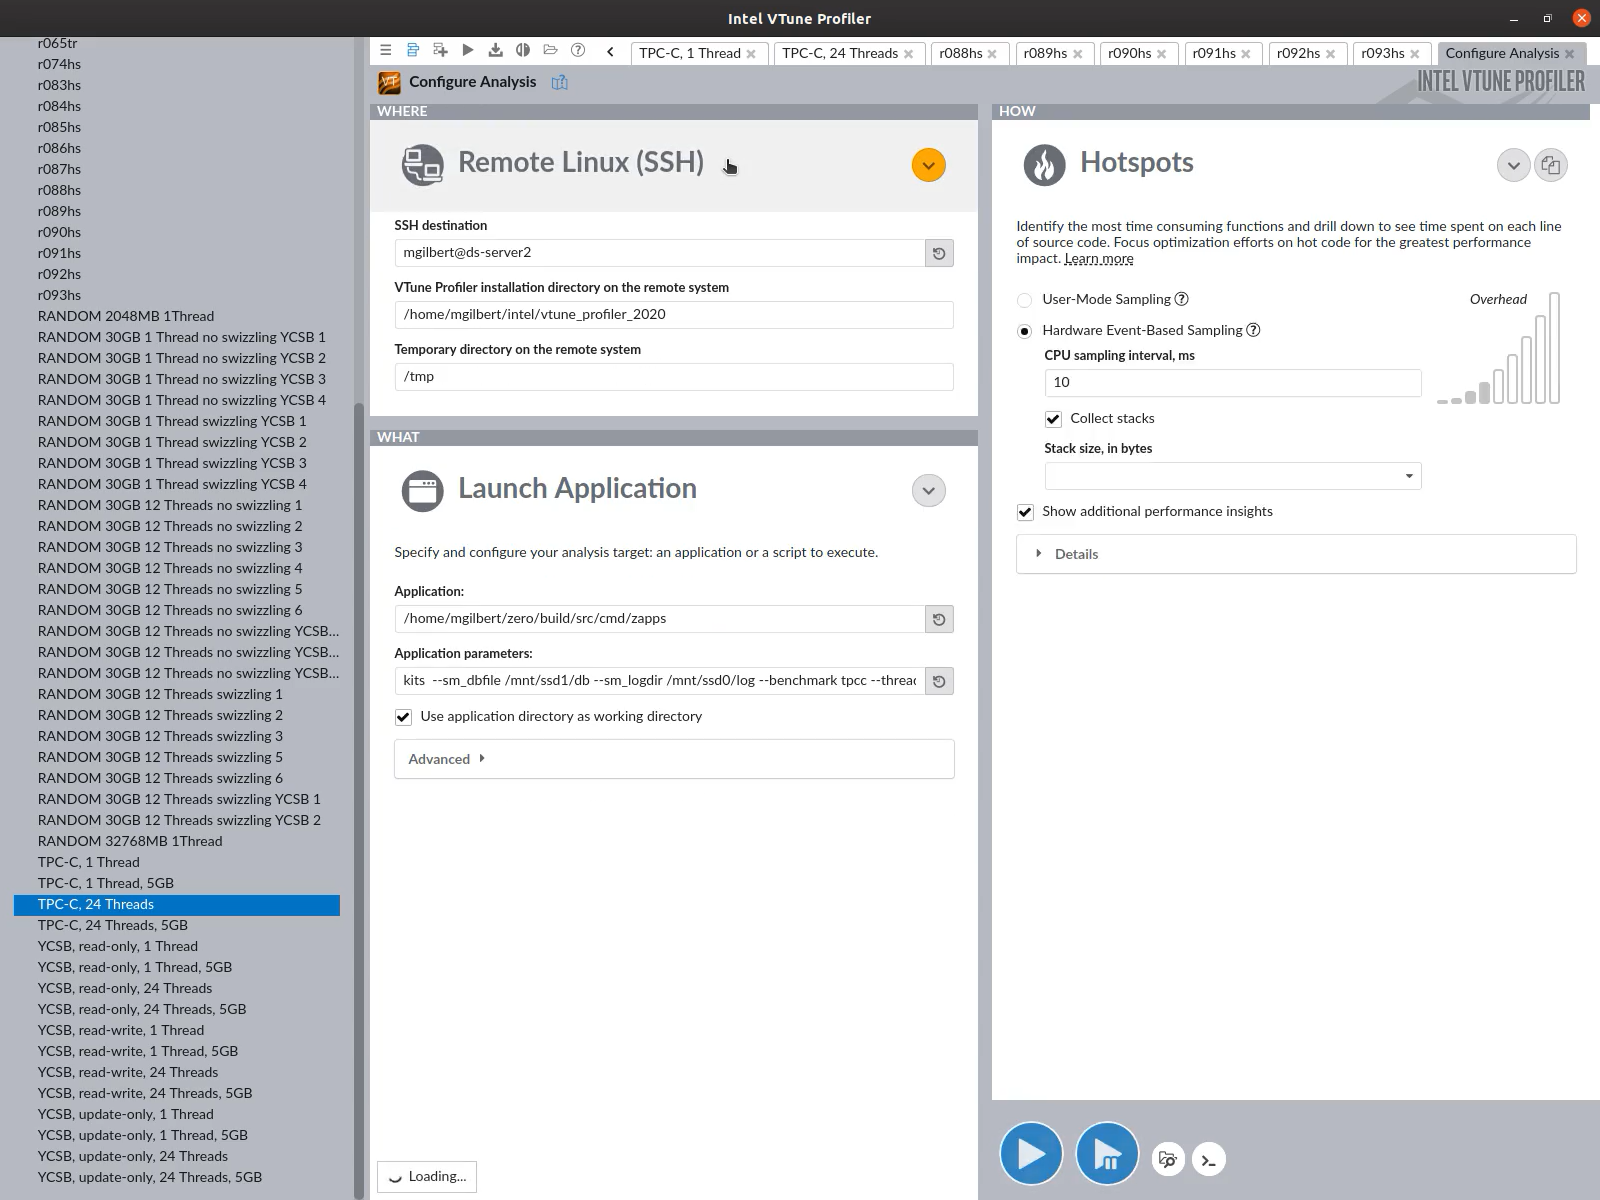 Intel VTune Profiler
r065tr
r074hs
r083hs
r084hs
r085hs
r086hs
r087hs
r088hs
r089hs
r090hs
r091hs
r092hs
r093hs
RANDOM 2048MB 1Thread
RANDOM 30GB 1 Thread no swizzling YCSB 1
RANDOM 30GB 1 Thread no swizzling YCSB 2
RANDOM 30GB 1 Thread no swizzling YCSB 3
RANDOM 30GB 1 Thread no swizzling YCSB 4
RANDOM 30GB 1 Thread swizzling YCSB 1
RANDOM 30GB 1 Thread swizzling YCSB 2
RANDOM 30GB 1 Thread swizzling YCSB 3
RANDOM 30GB 1 Thread swizzling YCSB 4
RANDOM 30GB 12 Threads no swizzling 1
RANDOM 30GB 12 Threads no swizzling 2
RANDOM 30GB 12 Threads no swizzling 3
RANDOM 30GB 12 Threads no swizzling 4
RANDOM 30GB 12 Threads no swizzling 5
RANDOM 30GB 12 Threads no swizzling 6
RANDOM 30GB 12 Threads no swizzling YCSB...
RANDOM 30GB 12 Threads no swizzling YCSB...
RANDOM 30GB 12 Threads no swizzling YCSB...
RANDOM 30GB 12 Threads swizzling 1
RANDOM 30GB 12 Threads swizzling 2
RANDOM 30GB 12 Threads swizzling 3
RANDOM 30GB 12 Threads swizzling 5
RANDOM 30GB 12 Threads swizzling 6
RANDOM 30GB 12 Threads swizzling YCSB 1
RANDOM 30GB 12 Threads swizzling YCSB 2
RANDOM 32768MB 1Thread
TPC-C, 1 Thread
TPC-C, 1 Thread, 5GB
TPC-C, 24 Threads
TPC-C, 24 Threads, 5GB
YCSB, read-only, 1 Thread
YCSB, read-only, 1 Thread, 5GB
YCSB, read-only, 24 Threads
YCSB, read-only, 24 Threads, 5GB
YCSB, read-write, 1 Thread
YCSB, read-write, 1 Thread, 5GB
YCSB, read-write, 24 Threads
YCSB, read-write, 24 Threads, 5GB
YCSB, update-only, 1 Thread
YCSB, update-only, 1 Thread, 5GB
YCSB, update-only, 24 Threads
YCSB, update-only, 24 Threads, 5GB
TPC-C, 1 Thread TPC-C, 24 Threads r088hs r089hs r090hs r091hs r092hs r093hs Configure Analysis
Configure Analysis
INTEL VTUNE PROFILER
WHERE
Remote Linux (SSH)
SSH destination
mgilbert@ds-server2
VTune Profiler installation directory on the remote system
/home/mgilbert/intel/vtune_profiler_2020
Temporary directory on the remote system
/tmp
WHAT
Launch Application
Specify and configure your analysis target: an application or a script to execute.
Application:
/home/mgilbert/zero/build/src/cmd/zapps
Application parameters:
kits --sm_dbfile /mnt/ssd1/db --sm_logdir /mnt/ssd0/log --benchmark tpcc --threac
Use application directory as working directory
Advanced
Loading...
HOW
Hotspots
Identify the most time consuming functions and drill down to see time spent on each line
of source code. Focus optimization efforts on hot code for the greatest performance
impact. Learn more
User-Mode Sampling ?
Overhead
Hardware Event-Based Sampling ?
CPU sampling interval, ms
10
Collect stacks
Stack size, in bytes
Show additional performance insights
Details